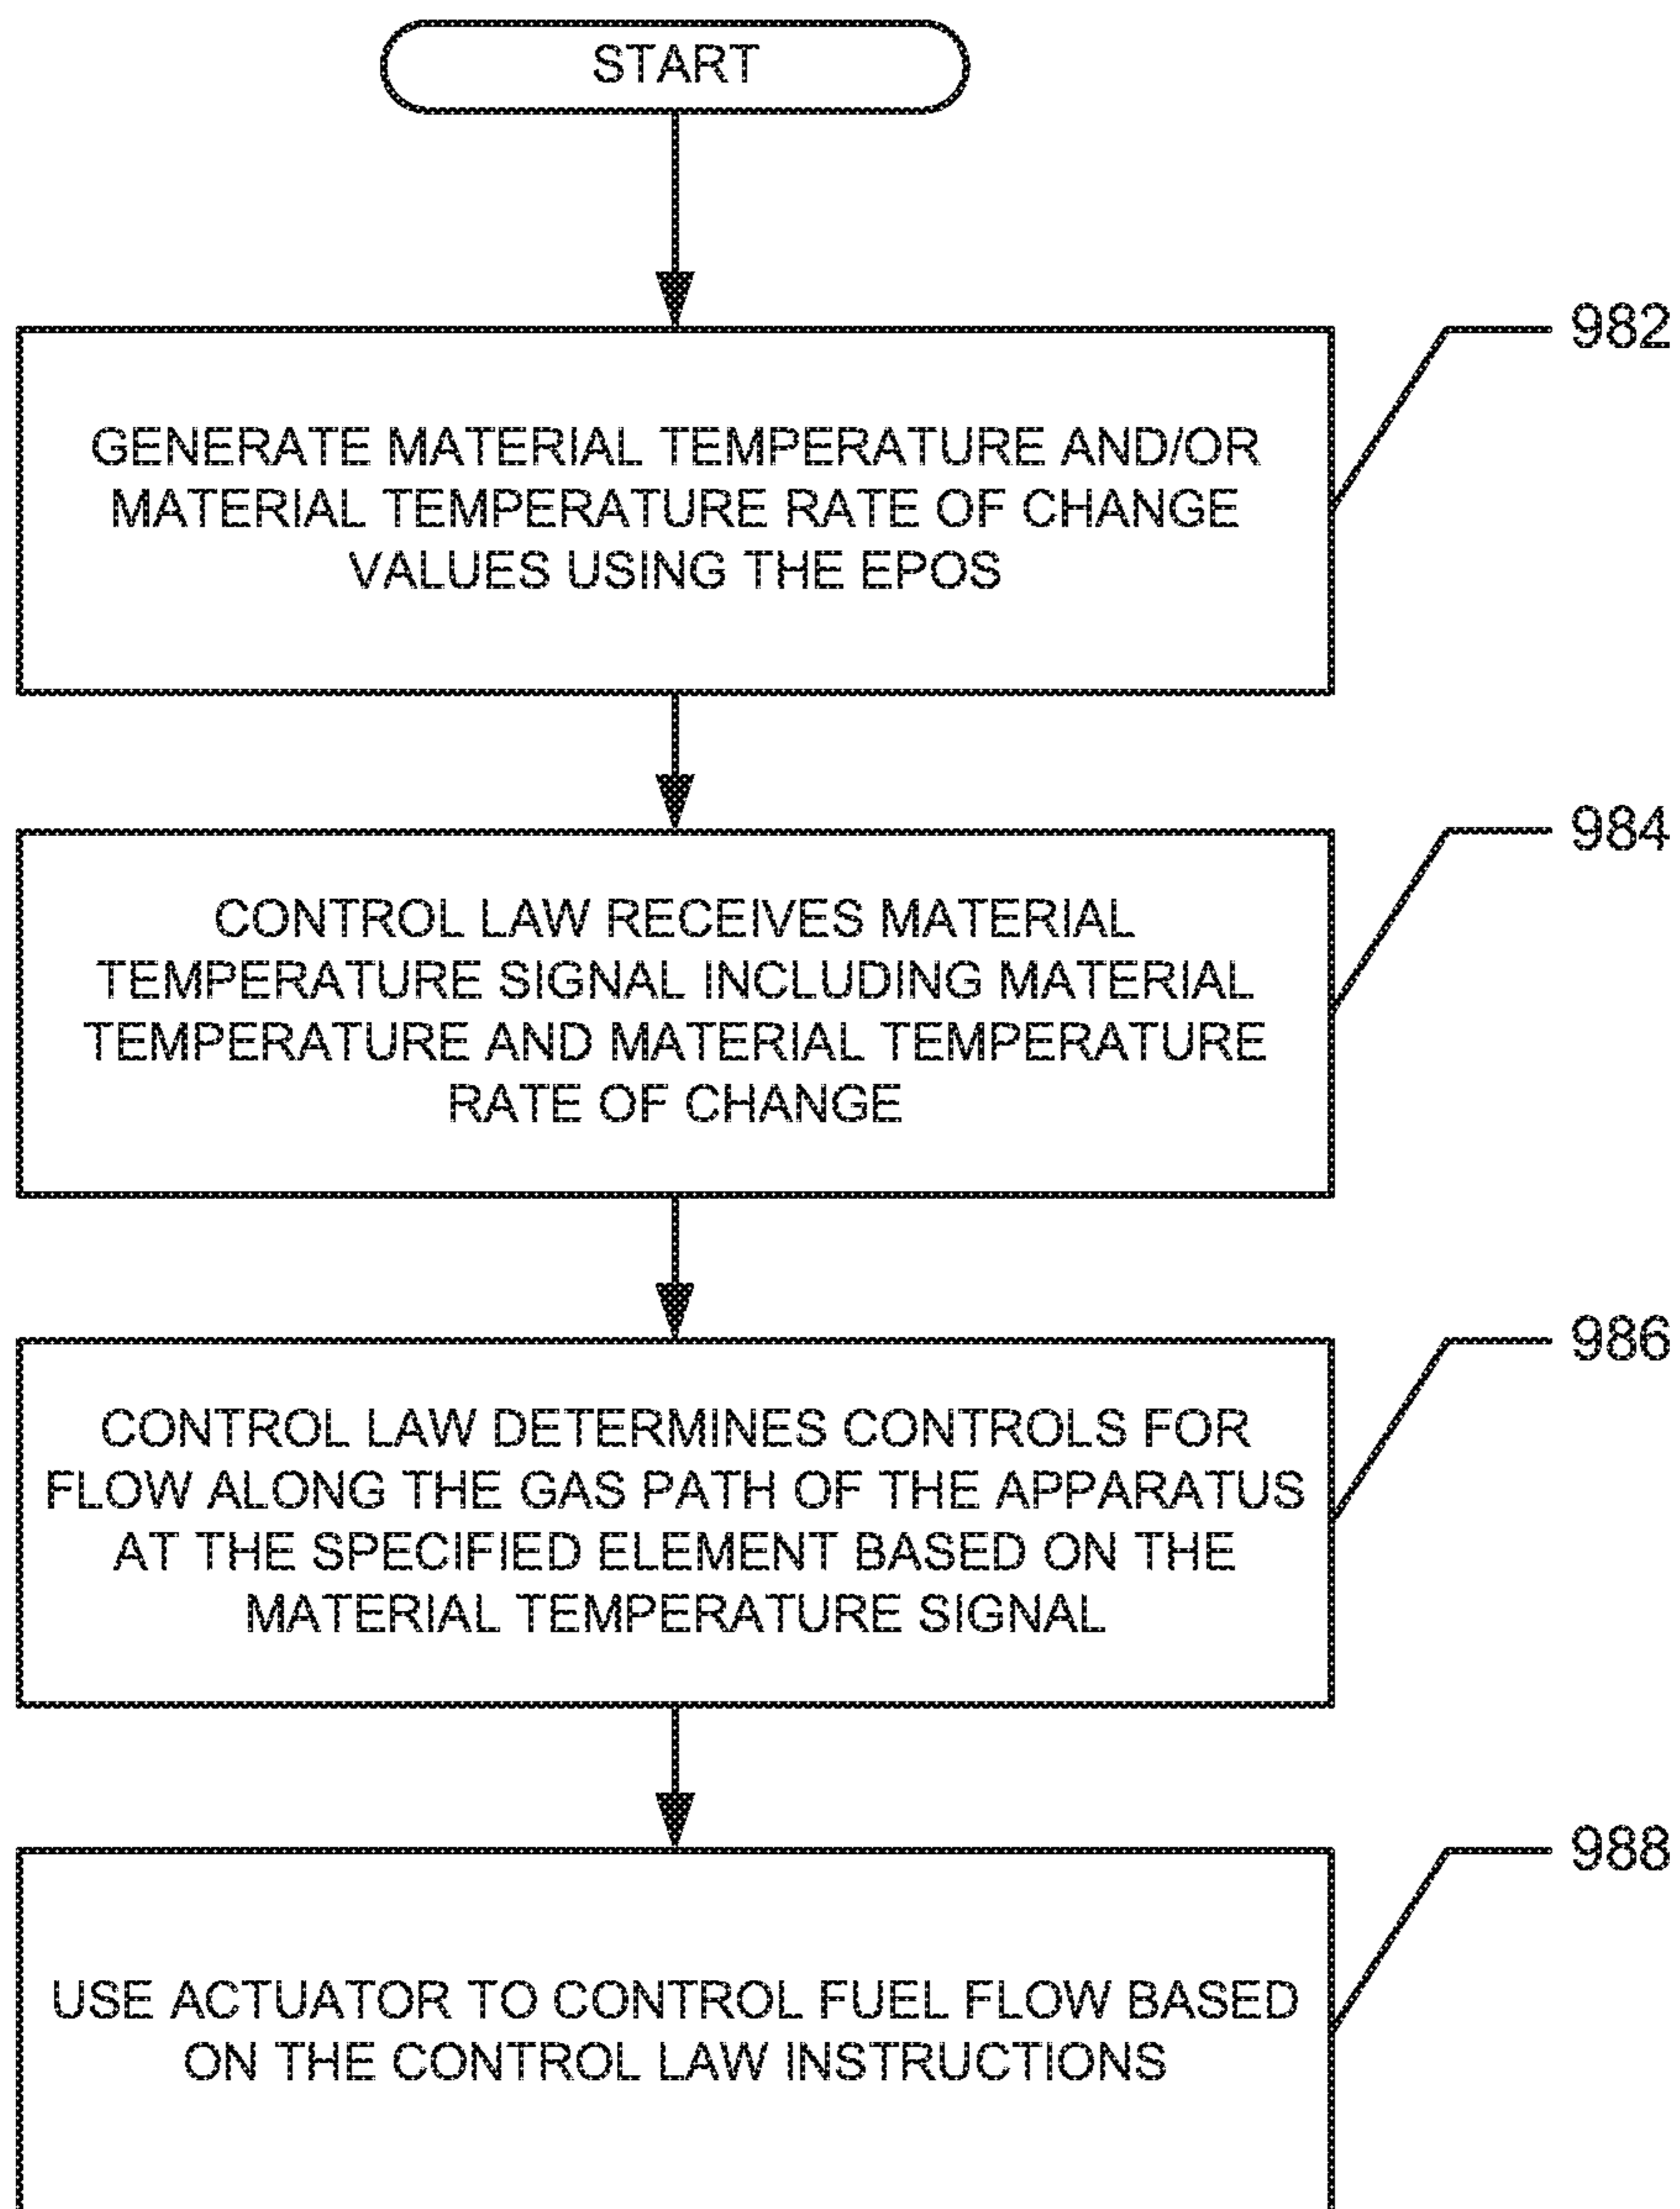 START
982
GENERATE MATERIAL TEMPERATURE AND/OR
MATERIAL TEMPERATURE RATE OF CHANGE
VALUES USING THE EPOS
984
CONTROL LAW RECEIVES MATERIAL
TEMPERATURE SIGNAL INCLUDING MATERIAL
TEMPERATURE AND MATERIAL TEMPERATURE
RATE OF CHANGE
986
CONTROL LAW DETERMINES CONTROLS FOR
FLOW ALONG THE GAS PATH OF THE APPARATUS
AT THE SPECIFIED ELEMENT BASED ON THE
MATERIAL TEMPERATURE SIGNAL
988
USE ACTUATOR TO CONTROL FUEL FLOW BASED
ON THE CONTROL LAW INSTRUCTIONS